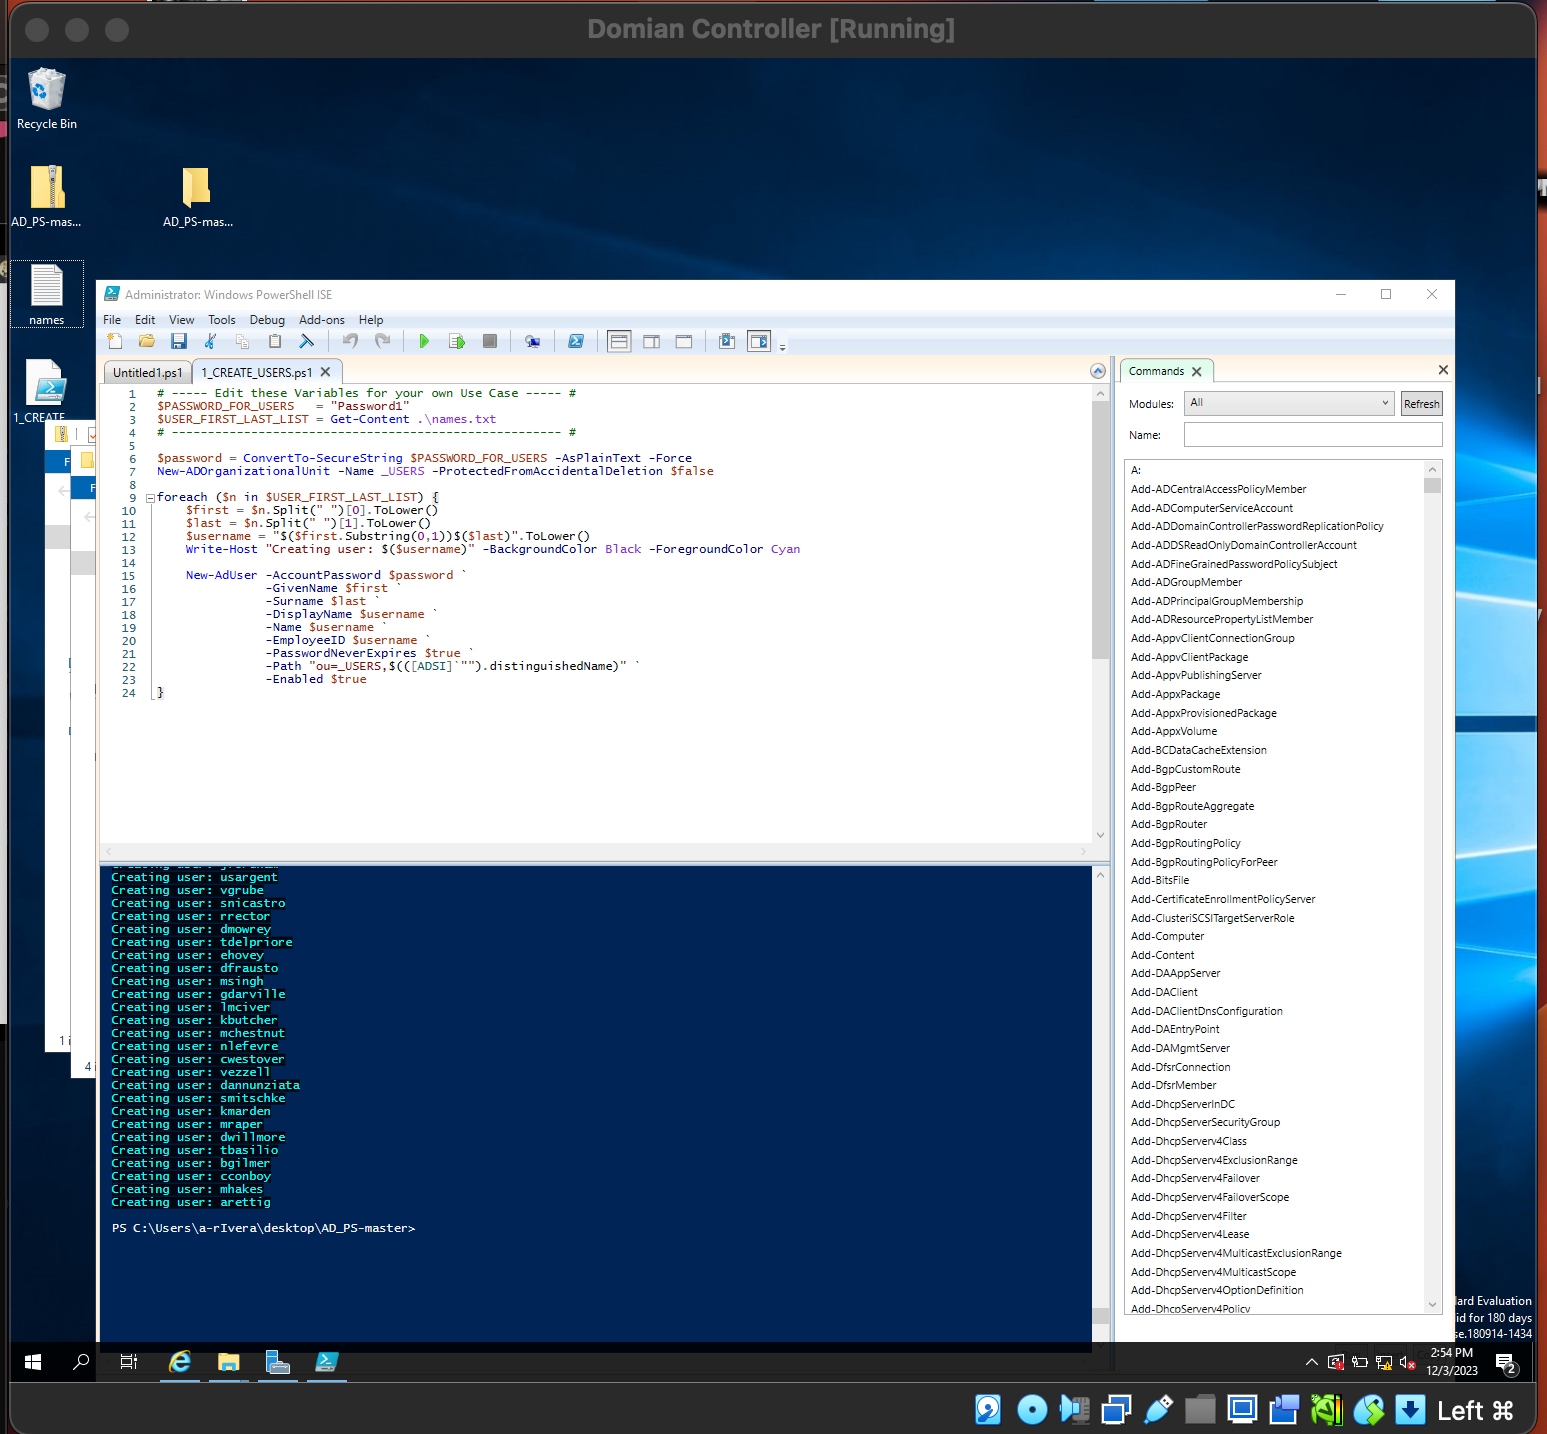 Domian Controller [Running]
Recycle Bin
AD_PS-mas...
AD_PS-mas...
names
1_CREATE_
Administrator: Windows PowerShell ISE
File Edit View Tools Debug Add-ons Help
Untitled1.ps1
1_CREATE_USERS.ps1
1 # ----- Edit these Variables for your own Use Case ----- #
2 $PASSWORD_FOR_USERS   = "Password1"
3 $USER_FIRST_LAST_LIST = Get-Content .\names.txt
4 # ------------------------------------------------------ #
5
6 $password = ConvertTo-SecureString $PASSWORD_FOR_USERS -AsPlainText -Force
7 New-ADOrganizationalUnit -Name _USERS -ProtectedFromAccidentalDeletion $false
8
9 foreach ($n in $USER_FIRST_LAST_LIST) {
10     $first = $n.Split(" ")[0].ToLower()
11     $last = $n.Split(" ")[1].ToLower()
12     $username = "$($first.Substring(0,1))$($last)".ToLower()
13     Write-Host "Creating user: $($username)" -BackgroundColor Black -ForegroundColor Cyan
14
15     New-AdUser -AccountPassword $password `
16                -GivenName $first `
17                -Surname $last `
18                -DisplayName $username `
19                -Name $username `
20                -EmployeeID $username `
21                -PasswordNeverExpires $true `
22                -Path "ou=_USERS,$(([ADSI]`"").distinguishedName)" `
23                -Enabled $true
24 }
Creating user: usargent
Creating user: vgrube
Creating user: snicastro
Creating user: rrector
Creating user: dmowrey
Creating user: tdelpriore
Creating user: ehovey
Creating user: dfrausto
Creating user: msingh
Creating user: gdarville
Creating user: lmciver
Creating user: kbutcher
Creating user: mchestnut
Creating user: nlefevre
Creating user: cwestover
Creating user: vezzell
Creating user: dannunziata
Creating user: smitschke
Creating user: kmarden
Creating user: mraper
Creating user: dwillmore
Creating user: tbasilio
Creating user: bgilmer
Creating user: cconboy
Creating user: mhakes
Creating user: arettig
PS C:\Users\a-rIvera\desktop\AD_PS-master>
Commands
Modules: All Refresh
Name:
A:
Add-ADCentralAccessPolicyMember
Add-ADComputerServiceAccount
Add-ADDomainControllerPasswordReplicationPolicy
Add-ADDSReadOnlyDomainControllerAccount
Add-ADFineGrainedPasswordPolicySubject
Add-ADGroupMember
Add-ADPrincipalGroupMembership
Add-ADResourcePropertyListMember
Add-AppvClientConnectionGroup
Add-AppvClientPackage
Add-AppvPublishingServer
Add-AppxPackage
Add-AppxProvisionedPackage
Add-AppxVolume
Add-BCDataCacheExtension
Add-BgpCustomRoute
Add-BgpPeer
Add-BgpRouteAggregate
Add-BgpRouter
Add-BgpRoutingPolicy
Add-BgpRoutingPolicyForPeer
Add-BitsFile
Add-CertificateEnrollmentPolicyServer
Add-ClusteriSCSITargetServerRole
Add-Computer
Add-Content
Add-DAAppServer
Add-DAClient
Add-DAClientDnsConfiguration
Add-DAEntryPoint
Add-DAMgmtServer
Add-DfsrConnection
Add-DfsrMember
Add-DhcpServerInDC
Add-DhcpServerSecurityGroup
Add-DhcpServerv4Class
Add-DhcpServerv4ExclusionRange
Add-DhcpServerv4Failover
Add-DhcpServerv4FailoverScope
Add-DhcpServerv4Filter
Add-DhcpServerv4Lease
Add-DhcpServerv4MulticastExclusionRange
Add-DhcpServerv4MulticastScope
Add-DhcpServerv4OptionDefinition
Add-DhcpServerv4Policy
F
F
1 i
4 i
lard Evaluation
id for 180 days
se.180914-1434
2:54 PM
12/3/2023
2
Left ⌘